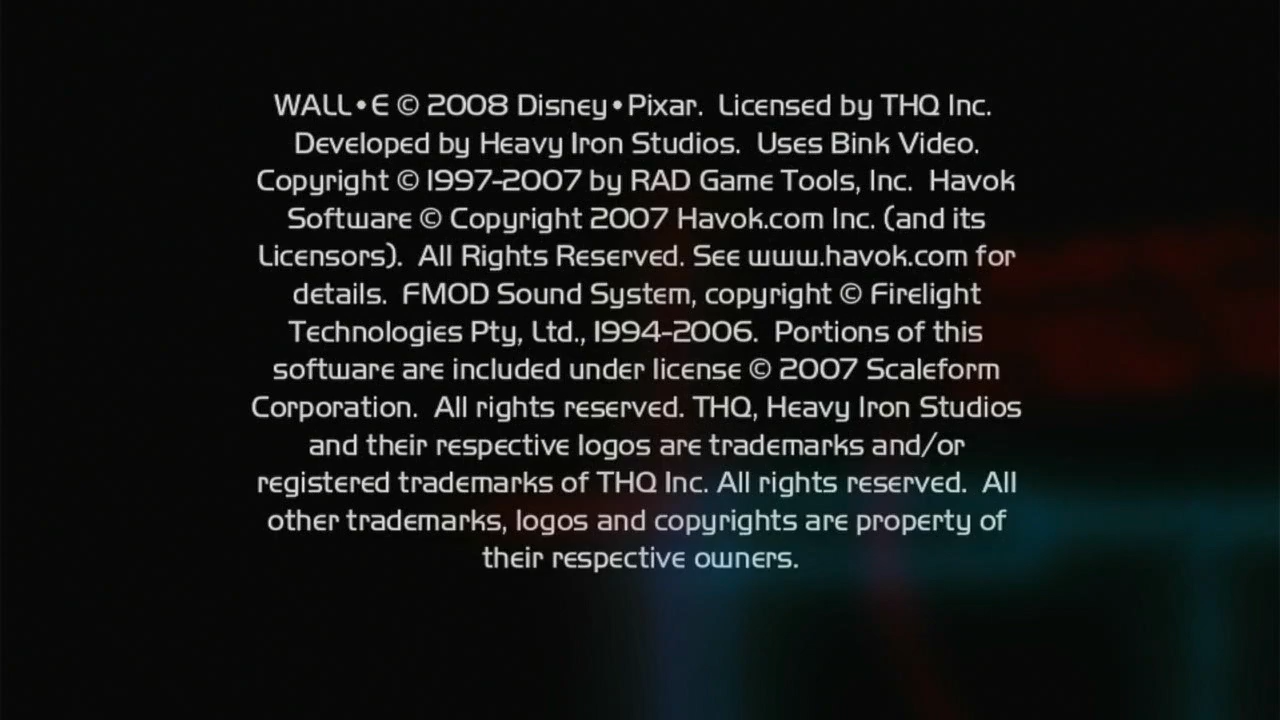 WALL•E © 2008 Disney•Pixar.  Licensed by THQ Inc.
Developed by Heavy Iron Studios.  Uses Bink Video.
Copyright © 1997-2007 by RAD Game Tools, Inc.  Havok
Software © Copyright 2007 Havok.com Inc. (and its
Licensors).  All Rights Reserved. See www.havok.com for
details.  FMOD Sound System, copyright © Firelight
Technologies Pty, Ltd., 1994-2006.  Portions of this
software are included under license © 2007 Scaleform
Corporation.  All rights reserved. THQ, Heavy Iron Studios
and their respective logos are trademarks and/or
registered trademarks of THQ Inc. All rights reserved.  All
other trademarks, logos and copyrights are property of
their respective owners.